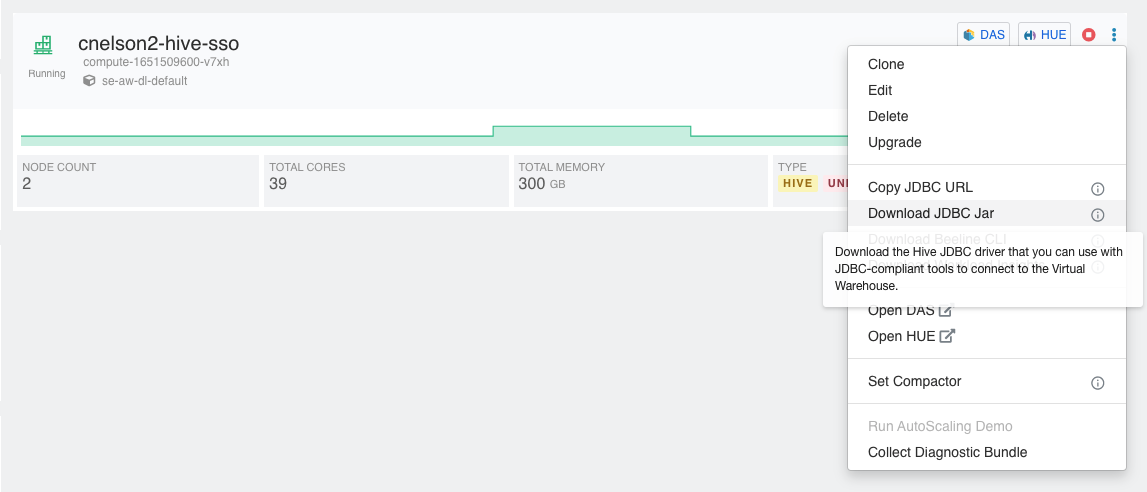 cnelson2-hive-sso
compute-1651509600-v7xh
Running
se-aw-dl-default
DAS
HUE
NODE COUNT
2
TOTAL CORES
39
TOTAL MEMORY
300 GB
TYPE
HIVE
Clone
Edit
Delete
Upgrade
Copy JDBC URL
Download JDBC Jar
Download Beeline CLI
Download the Hive JDBC driver that you can use with
JDBC-compliant tools to connect to the Virtual
Warehouse.
Open DAS
Open HUE
Set Compactor
Run AutoScaling Demo
Collect Diagnostic Bundle